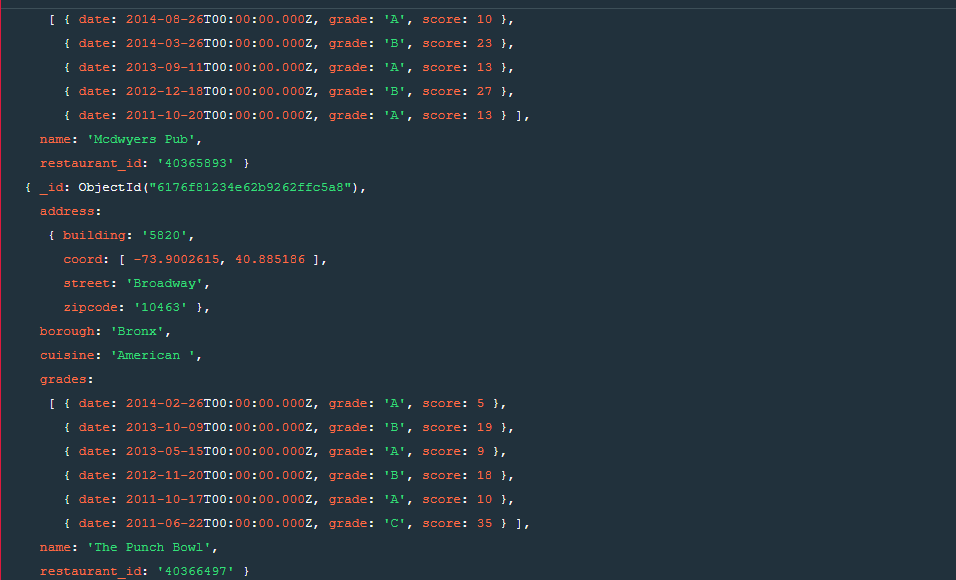 [ { date: 2014-08-26T00:00:00.000Z, grade: 'A', score: 10 },
{ date: 2014-03-26T00:00:00.000Z, grade: 'B', score: 23 },
{ date: 2013-09-11T00:00:00.000Z, grade: 'A', score: 13 },
{ date: 2012-12-18T00:00:00.000Z, grade: 'B', score: 27 },
{ date: 2011-10-20T00:00:00.000Z, grade: 'A', score: 13 } ],
name: 'Mcdwyers Pub',
restaurant_id: '40365893' }
{ _id: ObjectId("6176f81234e62b9262ffc5a8"),
address:
{ building: '5820',
coord: [ -73.9002615, 40.885186 ],
street: 'Broadway',
zipcode: '10463' },
borough: 'Bronx',
cuisine: 'American ',
grades:
[ { date: 2014-02-26T00:00:00.000Z, grade: 'A', score: 5 },
{ date: 2013-10-09T00:00:00.000Z, grade: 'B', score: 19 },
{ date: 2013-05-15T00:00:00.000Z, grade: 'A', score: 9 },
{ date: 2012-11-20T00:00:00.000Z, grade: 'B', score: 18 },
{ date: 2011-10-17T00:00:00.000Z, grade: 'A', score: 10 },
{ date: 2011-06-22T00:00:00.000Z, grade: 'C', score: 35 } ],
name: 'The Punch Bowl',
restaurant_id: '40366497' }